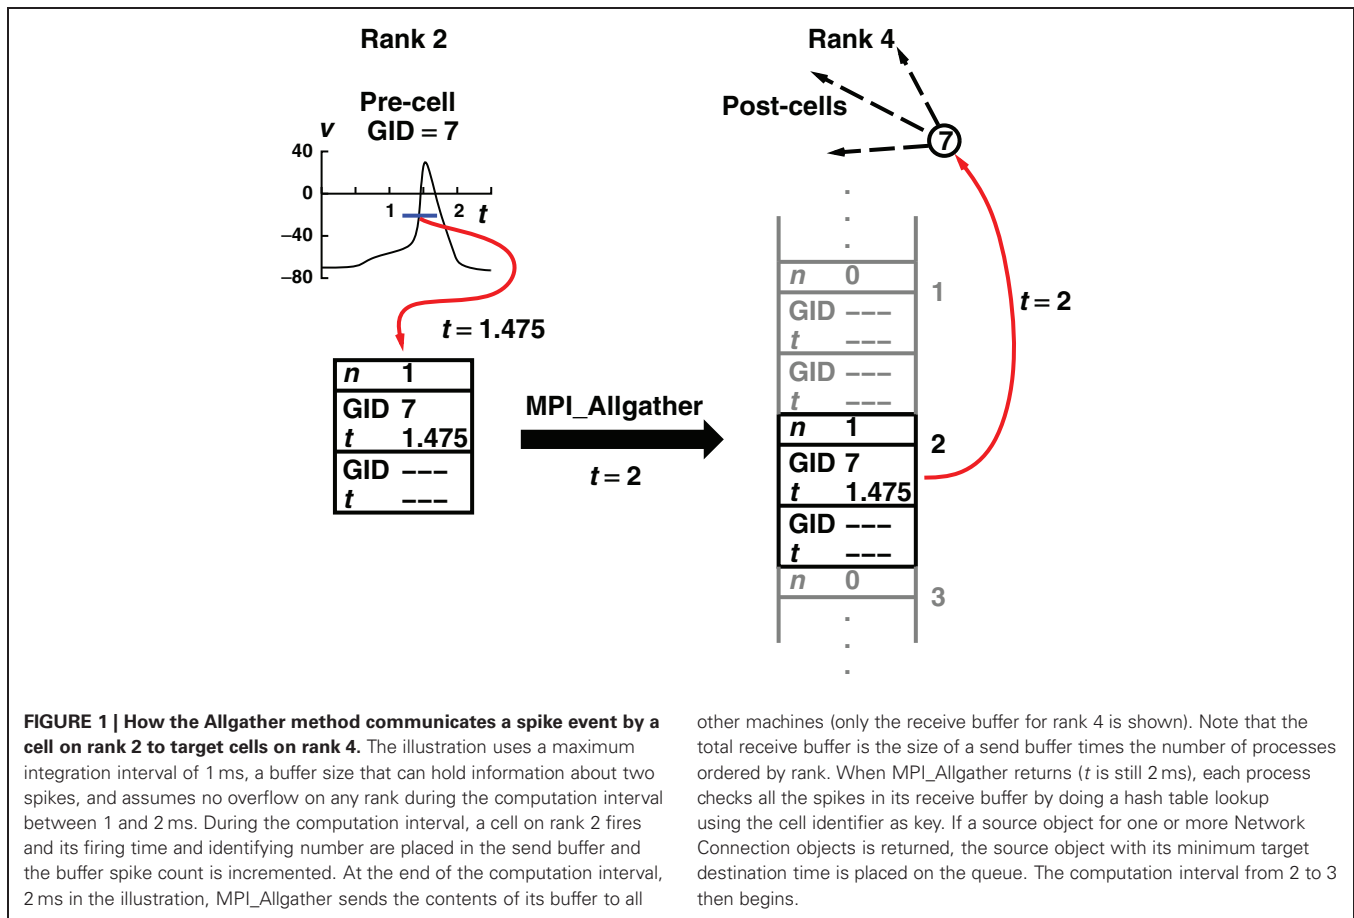 Rank 2
Pre-cell
GID = 7
v
40
0
−40
−80
1
2
t
t = 1.475
n 1
GID 7
t 1.475
GID −−−
t −−−
MPI_Allgather
t = 2
Rank 4
Post-cells
7
n 0
1
GID −−−
t −−−
GID −−−
t −−−
n 1
2
GID 7
t 1.475
GID −−−
t −−−
n 0
3
t = 2
FIGURE 1 | How the Allgather method communicates a spike event by a
cell on rank 2 to target cells on rank 4. The illustration uses a maximum
integration interval of 1 ms, a buffer size that can hold information about two
spikes, and assumes no overflow on any rank during the computation interval
between 1 and 2 ms. During the computation interval, a cell on rank 2 fires
and its firing time and identifying number are placed in the send buffer and
the buffer spike count is incremented. At the end of the computation interval,
2 ms in the illustration, MPI_Allgather sends the contents of its buffer to all
other machines (only the receive buffer for rank 4 is shown). Note that the
total receive buffer is the size of a send buffer times the number of processes
ordered by rank. When MPI_Allgather returns (t is still 2 ms), each process
checks all the spikes in its receive buffer by doing a hash table lookup
using the cell identifier as key. If a source object for one or more Network
Connection objects is returned, the source object with its minimum target
destination time is placed on the queue. The computation interval from 2 to 3
then begins.